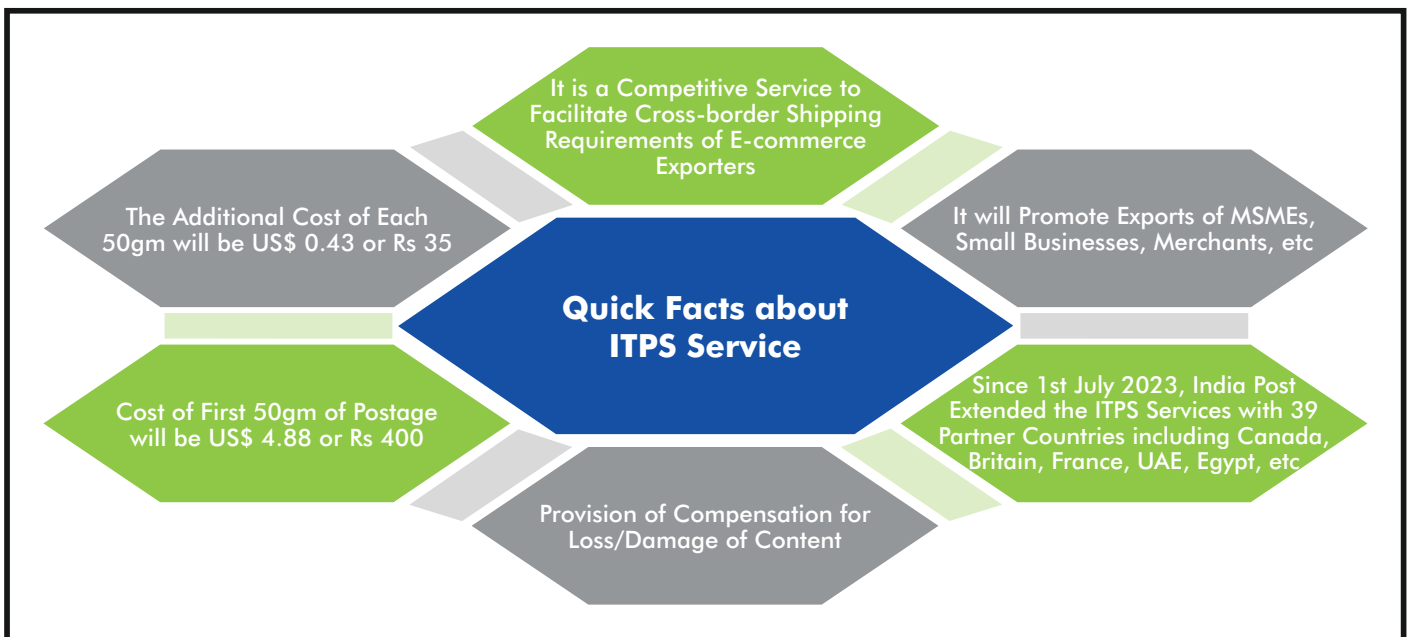 It is a Competitive Service to
Facilitate Cross-border Shipping
Requirements of E-commerce
Exporters
The Additional Cost of Each
50gm will be US$ 0.43 or Rs 35
It will Promote Exports of MSMEs,
Small Businesses, Merchants, etc
Quick Facts about
ITPS Service
Cost of First 50gm of Postage
will be US$ 4.88 or Rs 400
Since 1st July 2023, India Post
Extended the ITPS Services with 39
Partner Countries including Canada,
Britain, France, UAE, Egypt, etc
Provision of Compensation for
Loss/Damage of Content